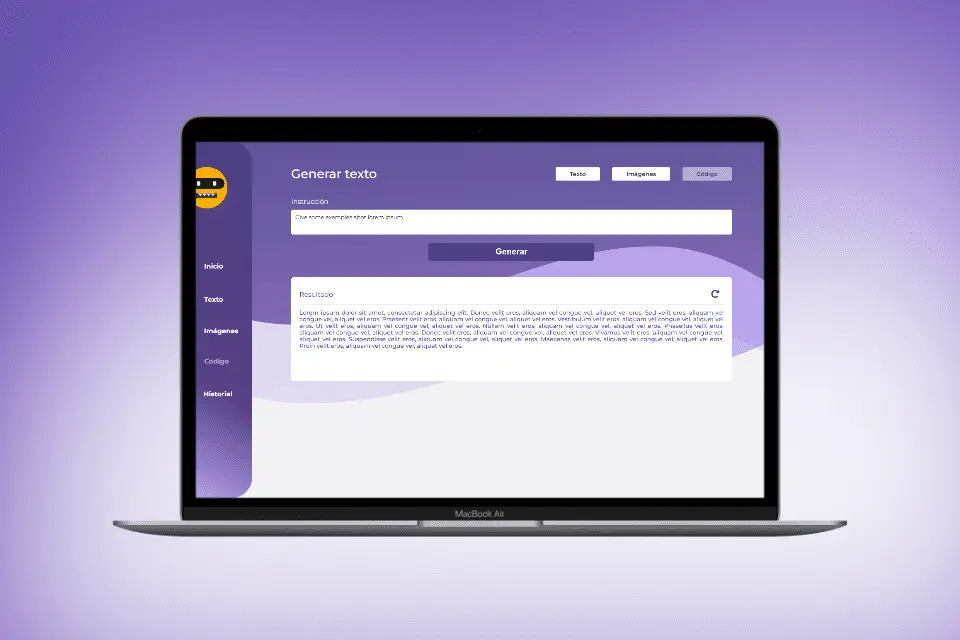 Generar texto
Texto
Imágenes
Código
Instrucción
Give some examples abot lorem ipsum
Generar
Inicio
Texto
Imágenes
Código
Historial
Resultado
Lorem ipsum dolor sit amet, consectetur adipiscing elit. Donec velit eros, aliquam vel congue vel, aliquet vel eros. Sed velit eros, aliquam vel
congue vel, aliquet vel eros. Praesent velit eros, aliquam vel congue vel, aliquet vel eros. Vestibulum velit eros, aliquam vel congue vel, aliquet vel
eros. Ut velit eros, aliquam vel congue vel, aliquet vel eros. Nullam velit eros, aliquam vel congue vel, aliquet vel eros. Phasellus velit eros,
aliquam vel congue vel, aliquet vel eros. Donec velit eros, aliquam vel congue vel, aliquet vel eros. Vivamus velit eros, aliquam vel congue vel,
aliquet vel eros. Suspendisse velit eros, aliquam vel congue vel, aliquet vel eros. Maecenas velit eros, aliquam vel congue vel, aliquet vel eros.
Proin velit eros, aliquam vel congue vel, aliquet vel eros.
MacBook Air